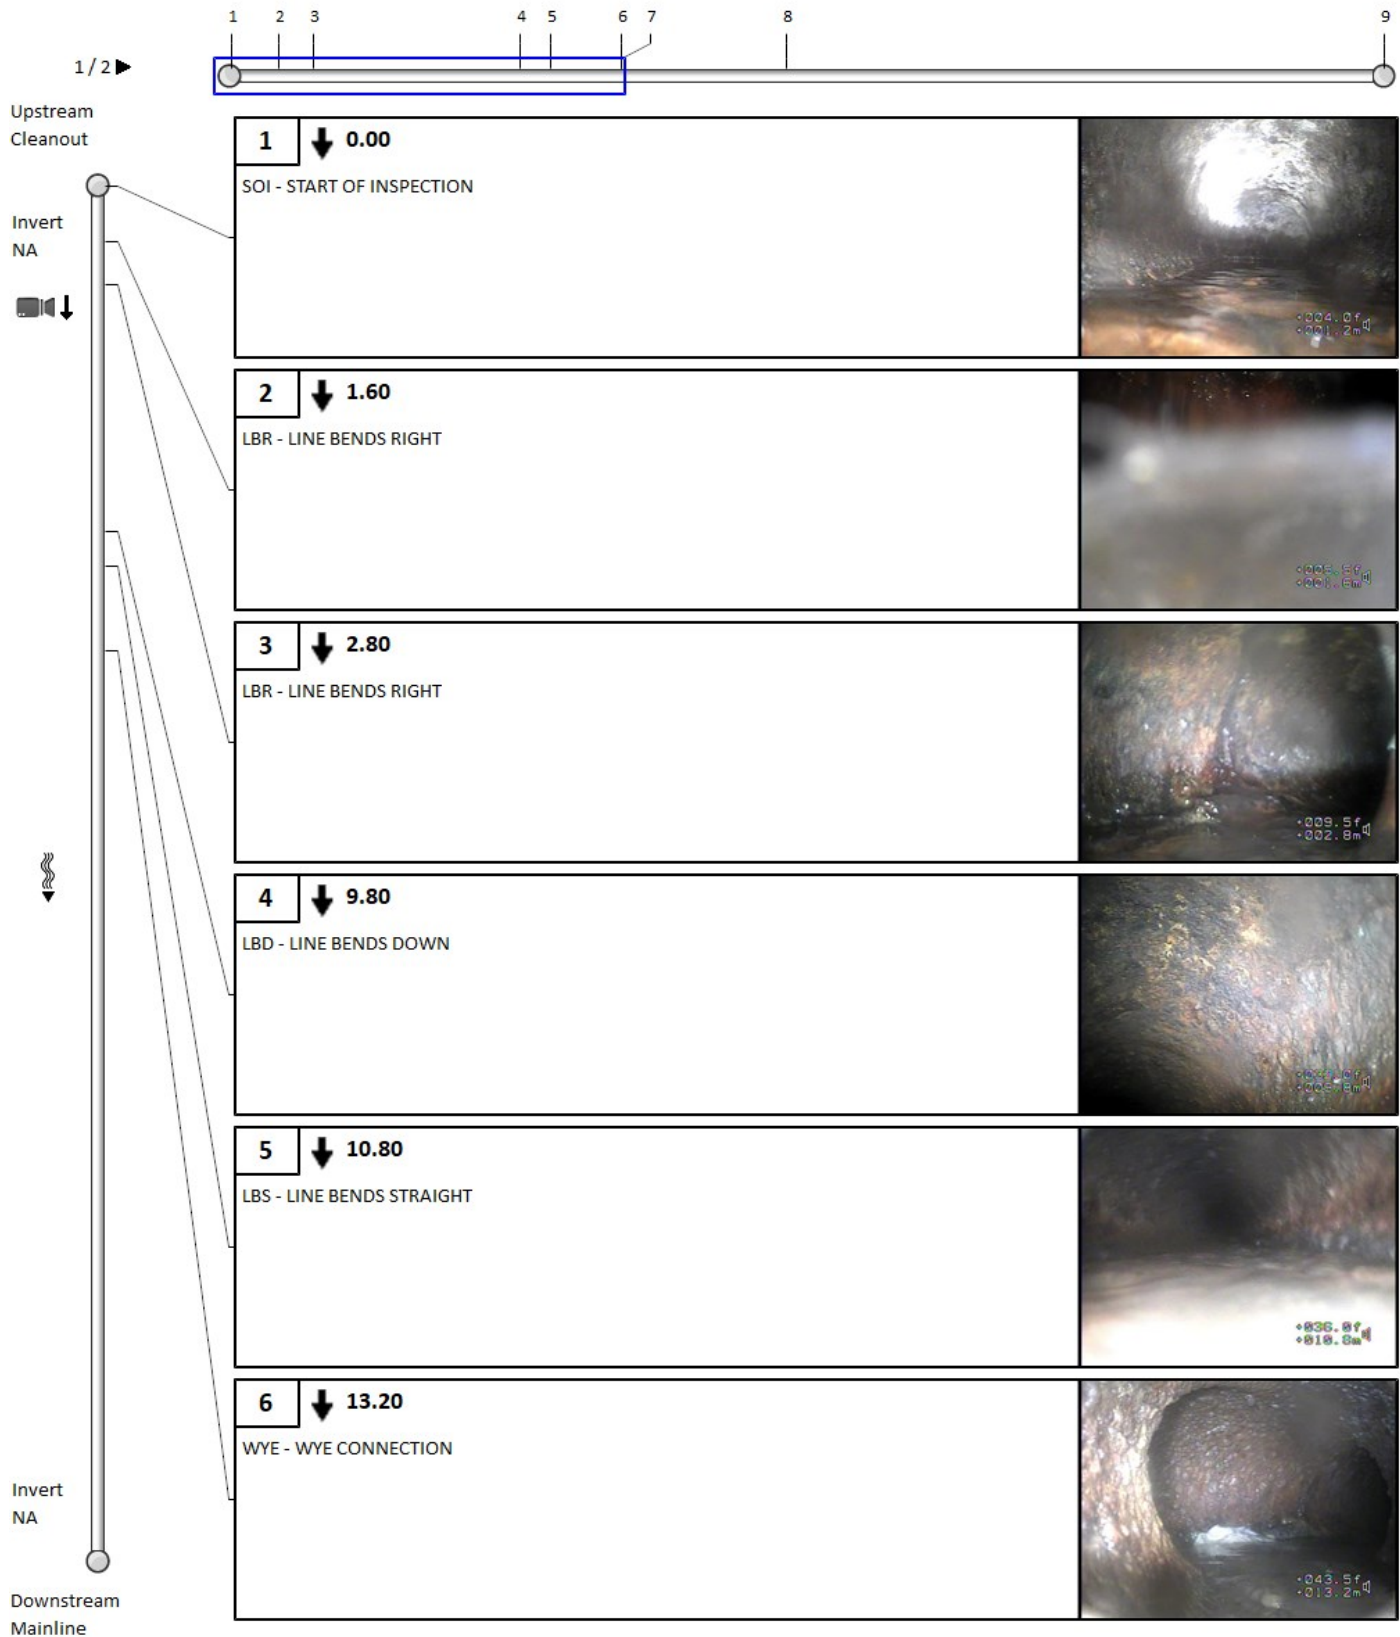 1 2 3 4 5 6 7 8 9
1 / 2
Upstream
Cleanout
Invert
NA
1 0.00
SOI - START OF INSPECTION
+004.0f
+001.2m
2 1.60
LBR - LINE BENDS RIGHT
3 2.80
LBR - LINE BENDS RIGHT
+009.5f
+002.8m
4 9.80
LBD - LINE BENDS DOWN
5 10.80
LBS - LINE BENDS STRAIGHT
+036.0f
+010.8m
6 13.20
WYE - WYE CONNECTION
+043.5f
+013.2m
Invert
NA
Downstream
Mainline